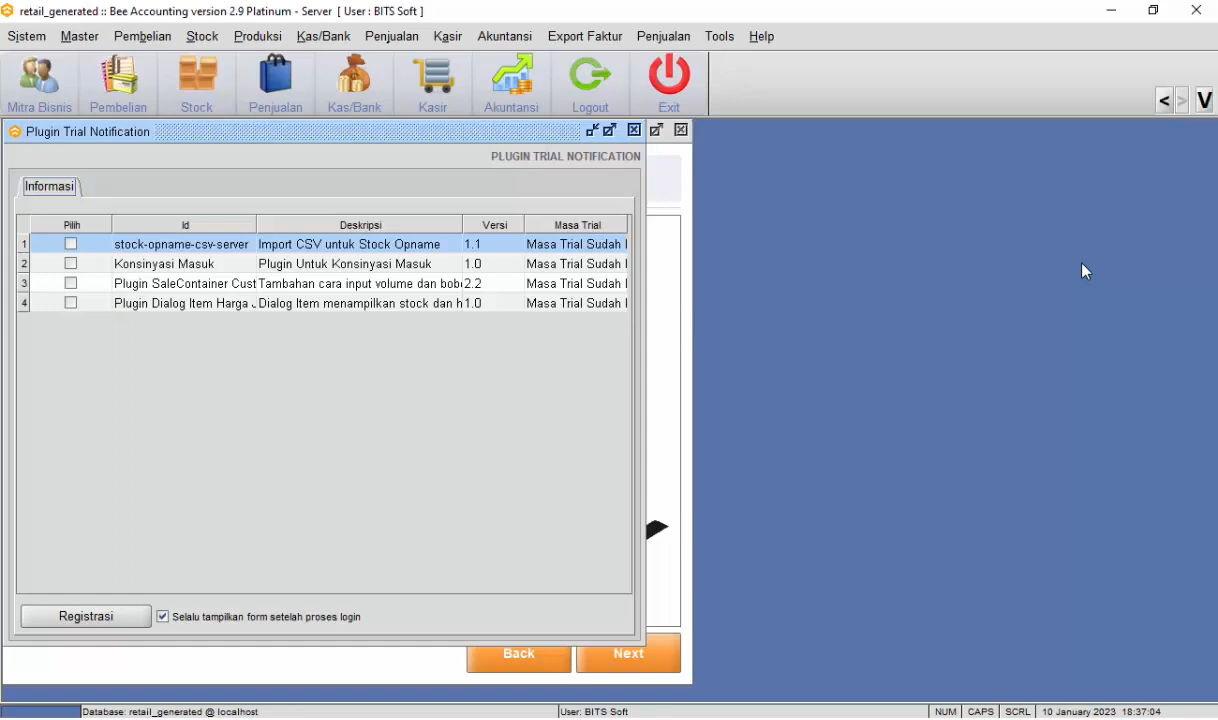 retail_generated :: Bee Accounting version 2.9 Platinum - Server [ User : BITS Soft ]
Sistem Master Pembelian Stock Produksi Kas/Bank Penjualan Kasir Akuntansi Export Faktur Penjualan Tools Help
Mitra Bisnis Pembelian Stock Penjualan Kas/Bank Kasir Akuntansi Logout Exit
< > V
Plugin Trial Notification
PLUGIN TRIAL NOTIFICATION
Informasi
Pilih Id Deskripsi Versi Masa Trial
1 stock-opname-csv-server Import CSV untuk Stock Opname 1.1 Masa Trial Sudah
2 Konsinyasi Masuk Plugin Untuk Konsinyasi Masuk 1.0 Masa Trial Sudah
3 Plugin SaleContainer Cust Tambahan cara input volume dan bob 2.2 Masa Trial Sudah
4 Plugin Dialog Item Harga Dialog Item menampilkan stock dan h 1.0 Masa Trial Sudah
Registrasi Selalu tampilkan form setelah proses login
Back Next
Database: retail_generated @ localhost User: BITS Soft NUM CAPS SCRL 10 January 2023 18:37:04